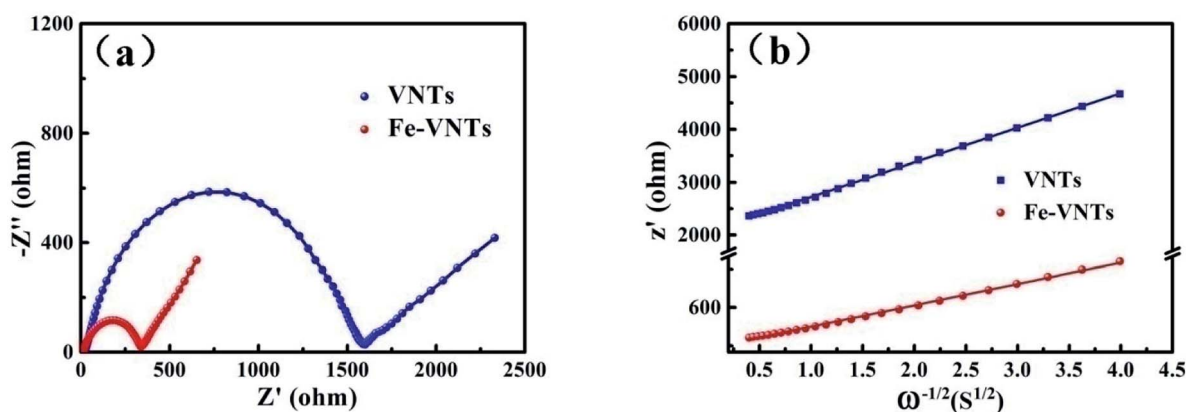 (a)
1200
800
400
0
-Z'' (ohm)
VNTs
Fe-VNTs
0 500 1000 1500 2000 2500
Z' (ohm)
(b)
6000
5000
4000
3000
2000
600
z' (ohm)
VNTs
Fe-VNTs
0.5 1.0 1.5 2.0 2.5 3.0 3.5 4.0 4.5
ω-1/2(S1/2)